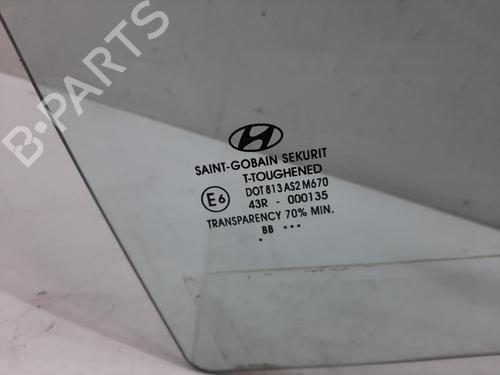 B-PARTS
SAINT-GOBAIN SEKURIT
T-TOUGHENED
E6 DOT 813 AS2 M670
43R - 000135
TRANSPARENCY 70% MIN.
BB ...
.